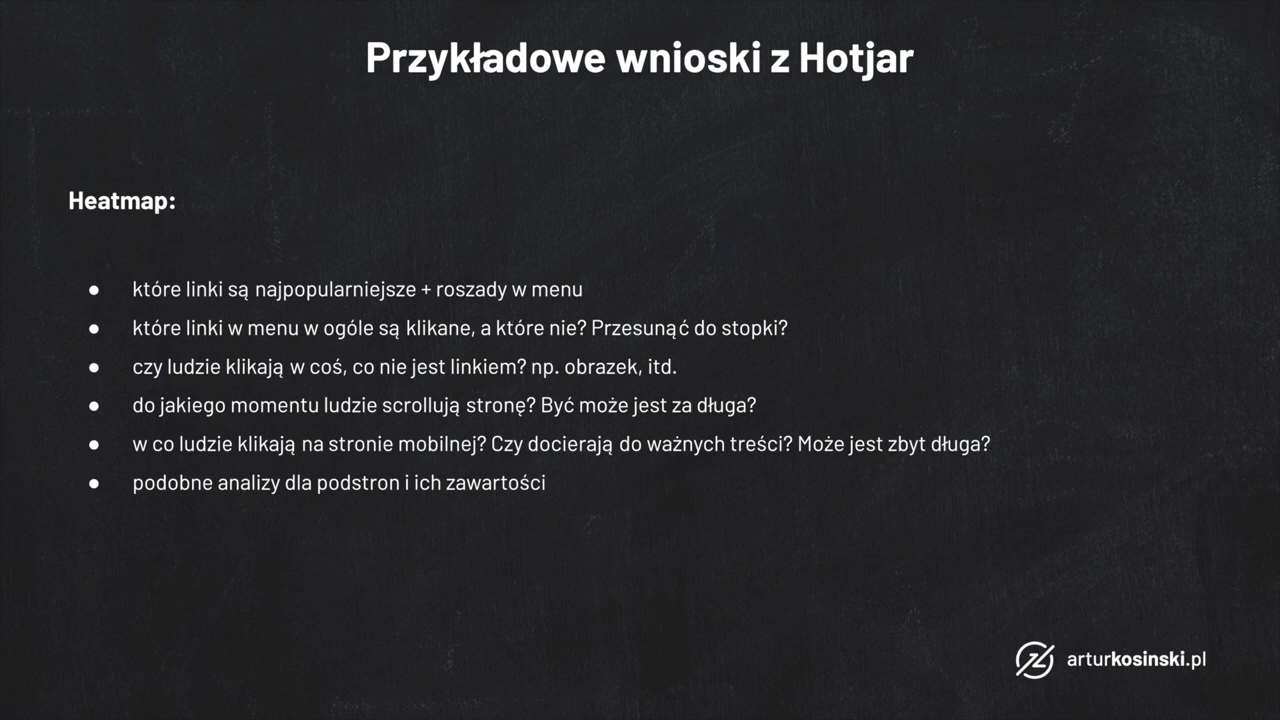 Przykładowe wnioski z Hotjar
Heatmap:
● które linki są najpopularniejsze + roszady w menu
● które linki w menu w ogóle są klikane, a które nie? Przesunąć do stopki?
● czy ludzie klikają w coś, co nie jest linkiem? np. obrazek, itd.
● do jakiego momentu ludzie scrollują stronę? Być może jest za długa?
● w co ludzie klikają na stronie mobilnej? Czy docierają do ważnych treści? Może jest zbyt długa?
● podobne analizy dla podstron i ich zawartości
arturkosinski.pl